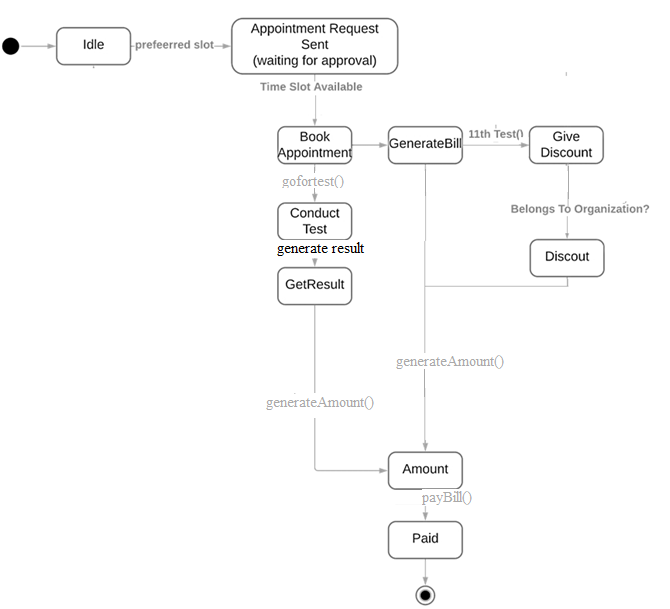 Idle
prefeerred slot
Appointment Request
Sent
(waiting for approval)
Time Slot Available
Book
Appointment
GenerateBill
11th Test()
Give
Discount
gofortest()
Conduct
Test
Belongs To Organization?
generate result
Discout
GetResult
generateAmount()
generateAmount()
Amount
payBill()
Paid